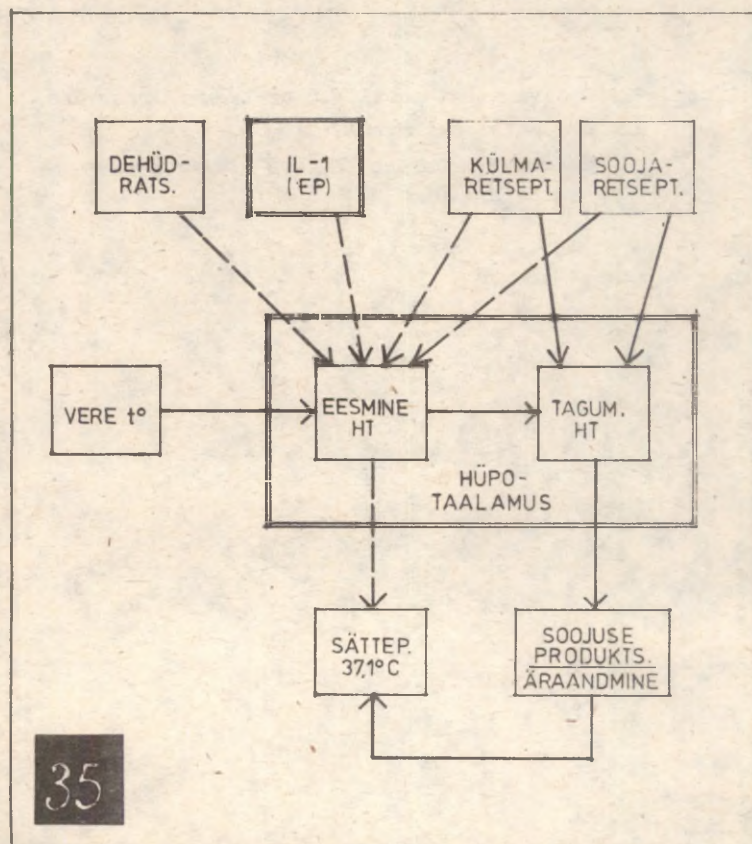 DEHÜD-
RATS.
IL-1
(EP)
KÜLMA-
RETSEPT.
SOOJA-
RETSEPT.
VERE t°
EESMINE
HT
TAGUM.
HT
HÜPO-
TAALAMUS
SÄTTEP.
37,1°C
SOOJUSE
PRODUKTS.
ÄRAANDMINE
35